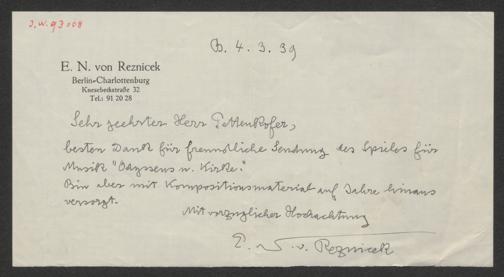 J.N. 93008
B. 4. 3. 39
E. N. von Reznicek
Berlin-Charlottenburg
Knesebeckstraße 32
Tel.: 91 20 28
Sehr geehrter Herr Pettenkofer,
besten Dank für freundliche Sendung des Spieles für
Musik "Odysseus u. Kirke."
Bin aber mit Kompositionsmaterial auf Jahre hinaus
versorgt.
Mit vorzüglicher Hochachtung
E. N. v. Reznicek